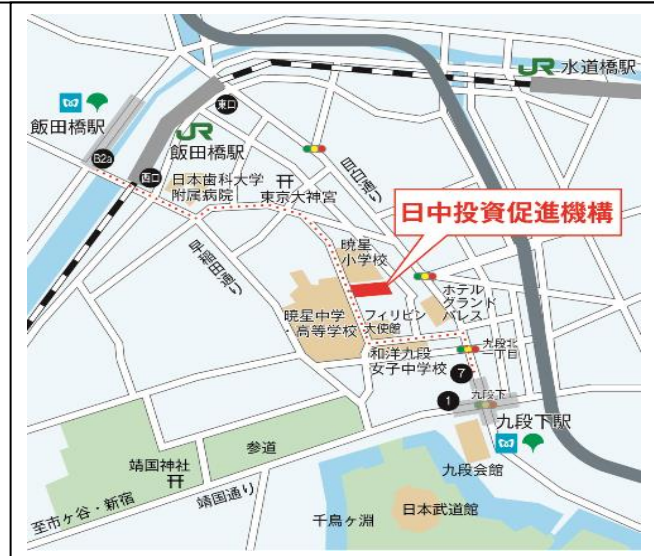 JR 水道橋駅
飯田橋駅
東口
JR
飯田橋駅
B2a
西口
日本歯科大学
附属病院
東京大神宮
目白通り
早稲田通り
日中投資促進機構
暁星
小学校
ホテル
グランド
パレス
暁星中学
高等学校
フィリピン
大使館
和洋九段
女子中学校
九段北
一丁目
7
1
九段下
九段下駅
九段会館
参道
靖国神社
靖国通り
至市ヶ谷・新宿
千鳥ヶ淵
日本武道館